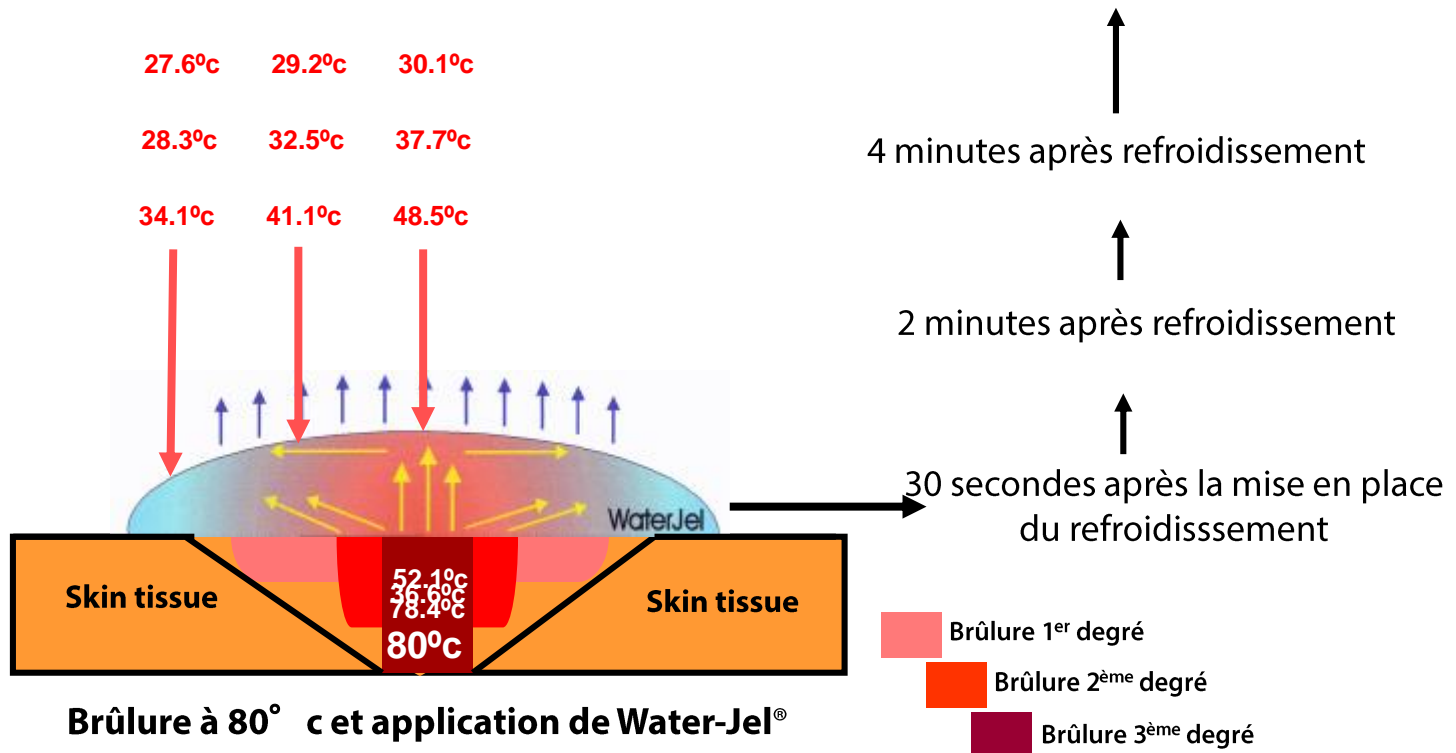 27.6ºc 29.2ºc 30.1ºc
28.3ºc 32.5ºc 37.7ºc
34.1ºc 41.1ºc 48.5ºc
4 minutes après refroidissement
2 minutes après refroidissement
30 secondes après la mise en place
du refroidisssement
WaterJel
Skin tissue
52.1ºc
36.6ºc
78.4ºc
80ºc
Skin tissue
Brûlure 1er degré
Brûlure 2ème degré
Brûlure 3ème degré
Brûlure à 80° c et application de Water-Jel®